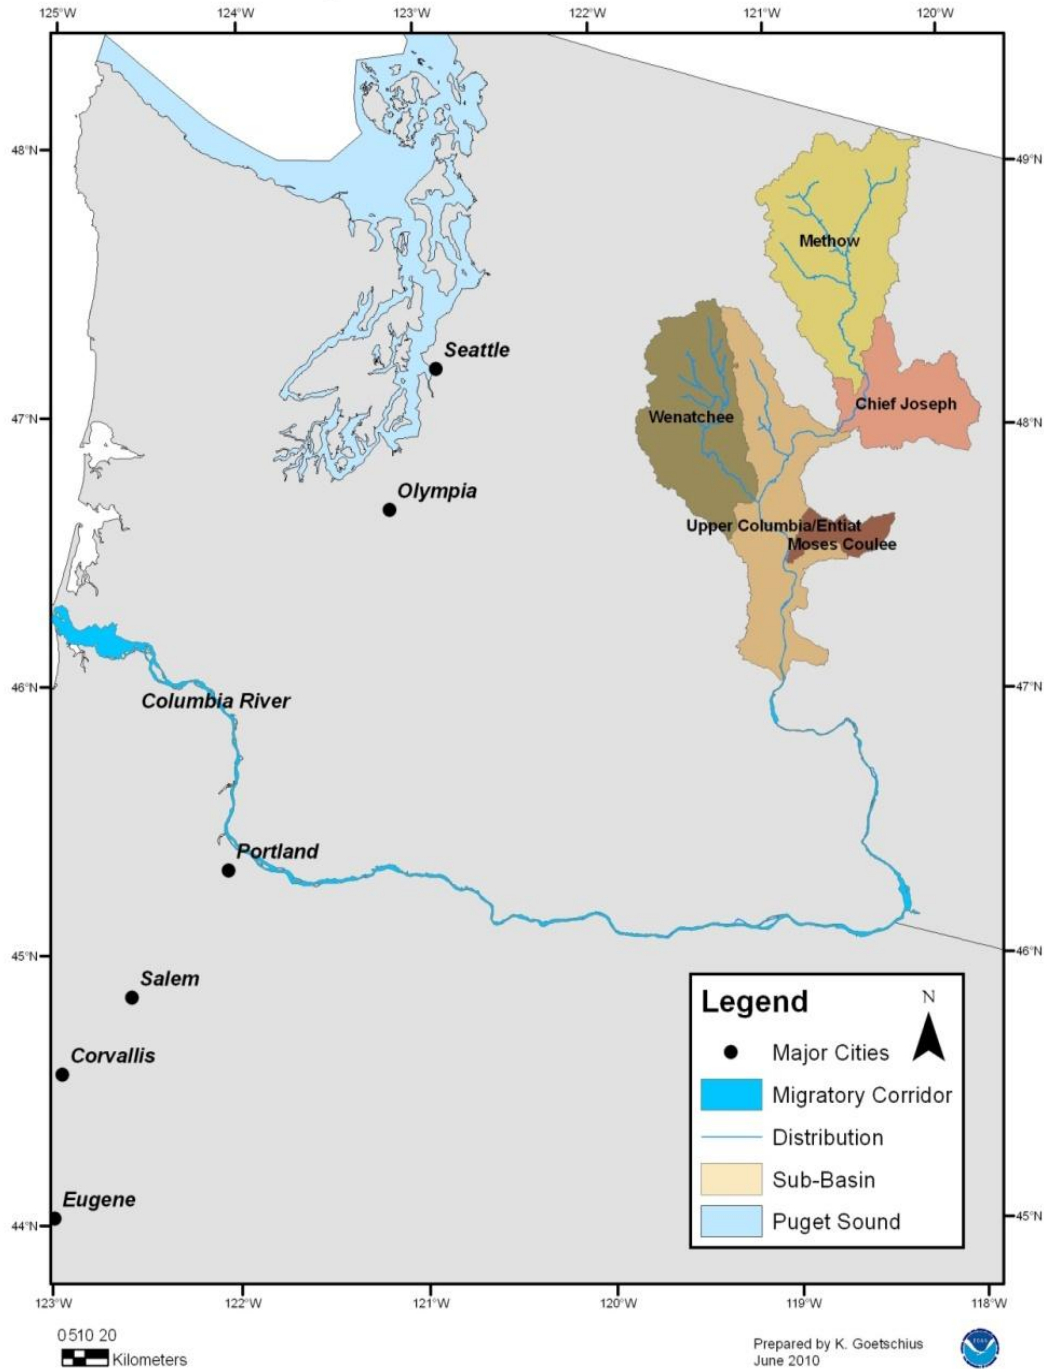 125°W 124°W 123°W 122°W 121°W 120°W
48°N
49°N
Methow
Seattle
Chief Joseph
Wenatchee
47°N
48°N
Olympia
Upper Columbia/Entiat
Moses Coulee
46°N
47°N
Columbia River
Portland
45°N
46°N
Salem
Corvallis
Eugene
44°N
45°N
Legend
N
Major Cities
Migratory Corridor
Distribution
Sub-Basin
Puget Sound
123°W 122°W 121°W 120°W 119°W 118°W
0 5 10 20
Kilometers
Prepared by K. Goetschius
June 2010